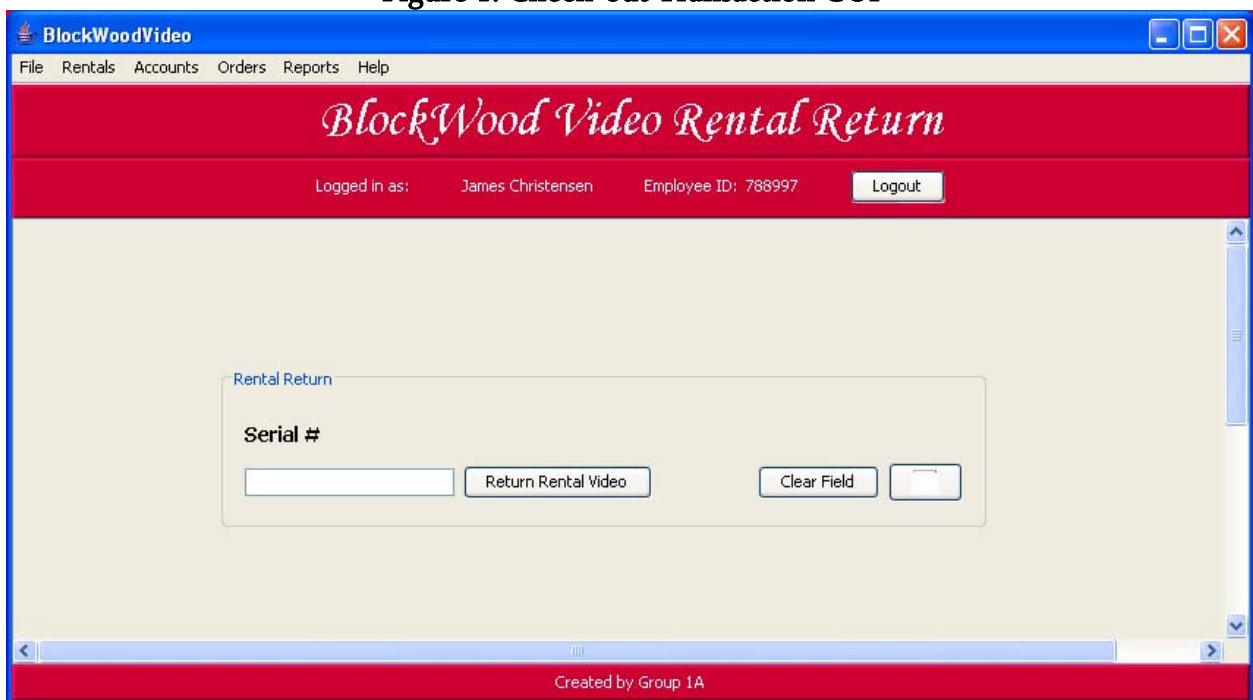 Figure 1: Check-out Transaction GUI
BlockWoodVideo
File Rentals Accounts Orders Reports Help
BlockWood Video Rental Return
Logged in as: James Christensen Employee ID: 788997 Logout
Rental Return
Serial #
Return Rental Video Clear Field
Created by Group 1A